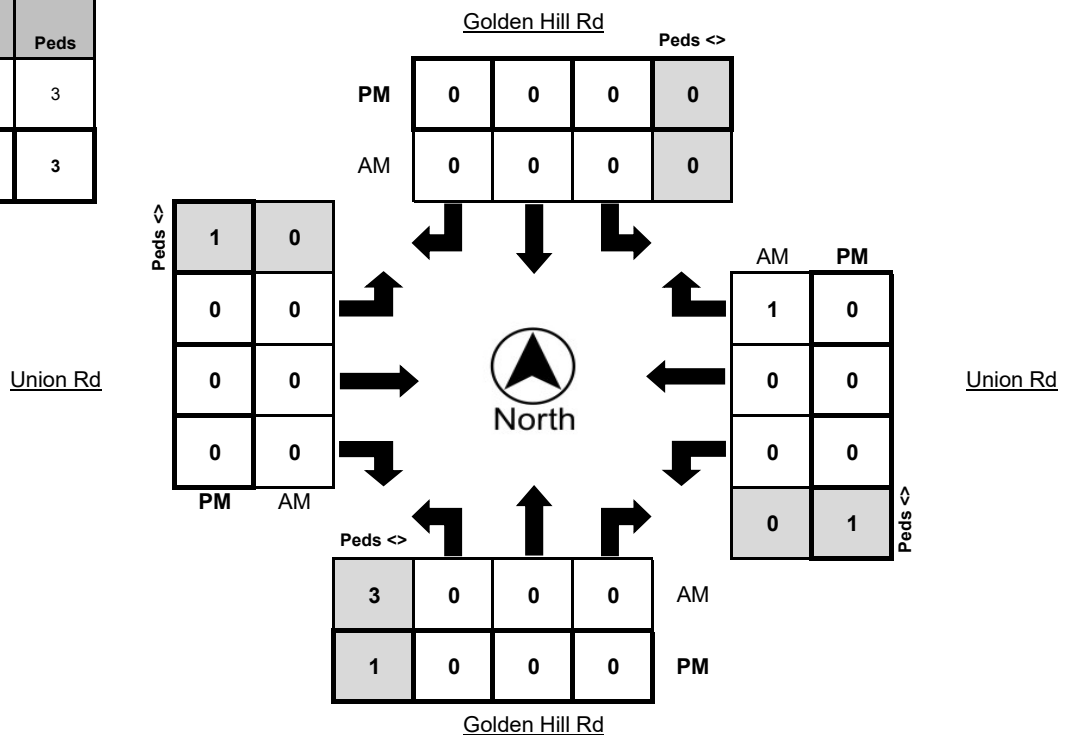 Golden Hill Rd
Peds
Peds <>
PM 0 0 0 0
3
AM 0 0 0 0
3
Peds <>
1 0
AM PM
0 0
1 0
Union Rd
0 0
North
0 0
Union Rd
0 0
0 0
PM AM
0 1
Peds <>
Peds <>
3 0 0 0 AM
1 0 0 0 PM
Golden Hill Rd